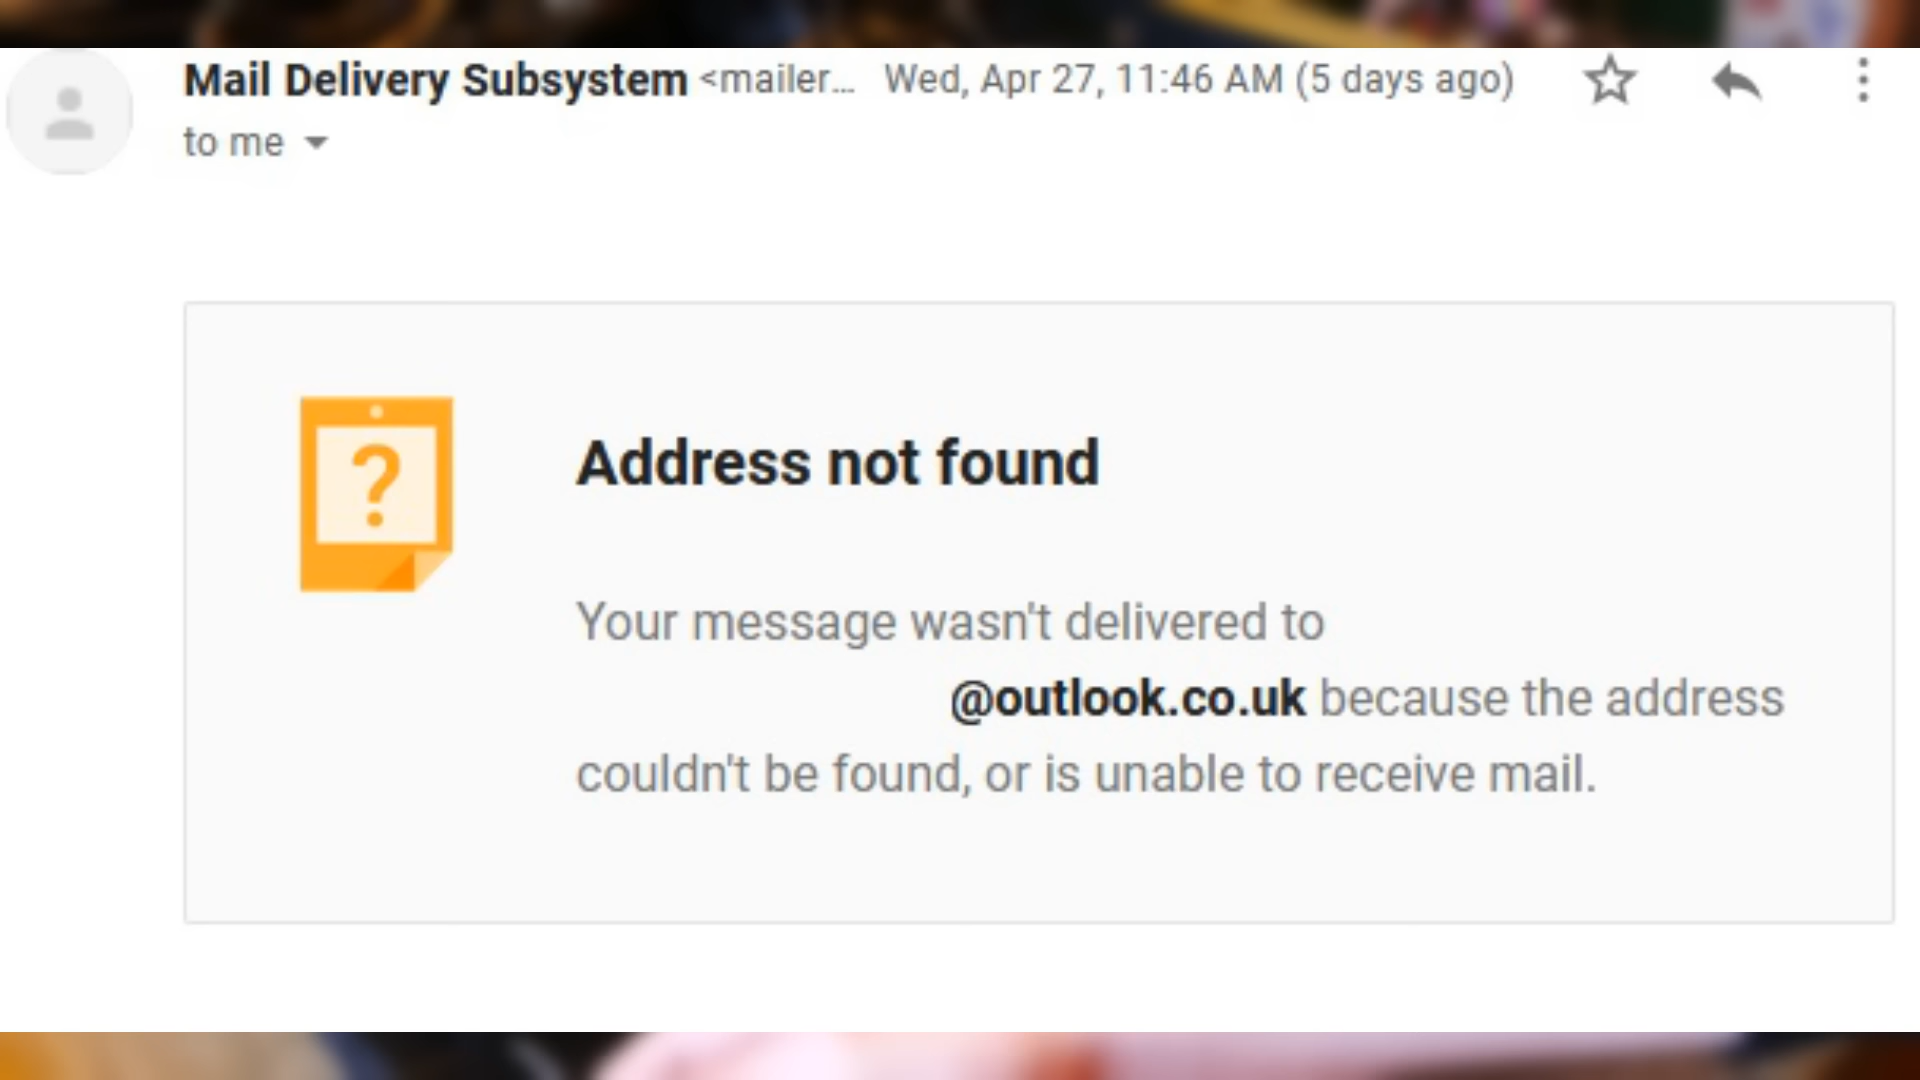 Mail Delivery Subsystem <mailer... Wed, Apr 27, 11:46 AM (5 days ago)
to me
?
Address not found
Your message wasn't delivered to
@outlook.co.uk because the address
couldn't be found, or is unable to receive mail.